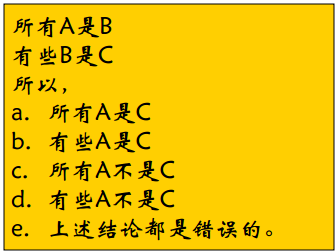 所有A是B
有些B是C
所以，
a. 所有A是C
b. 有些A是C
c. 所有A不是C
d. 有些A不是C
e. 上述结论都是错误的。